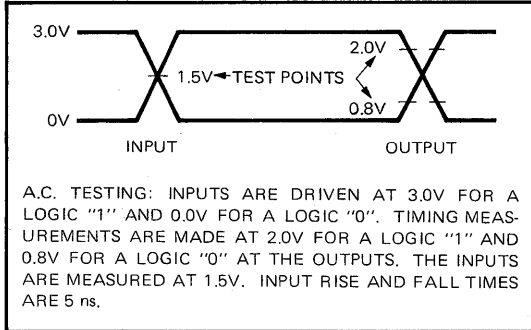 3.0V
2.0V
1.5V TEST POINTS
0.8V
0V
INPUT OUTPUT
A.C. TESTING: INPUTS ARE DRIVEN AT 3.0V FOR A
LOGIC "1" AND 0.0V FOR A LOGIC "0". TIMING MEAS-
UREMENTS ARE MADE AT 2.0V FOR A LOGIC "1" AND
0.8V FOR A LOGIC "0" AT THE OUTPUTS. THE INPUTS
ARE MEASURED AT 1.5V. INPUT RISE AND FALL TIMES
ARE 5 ns.